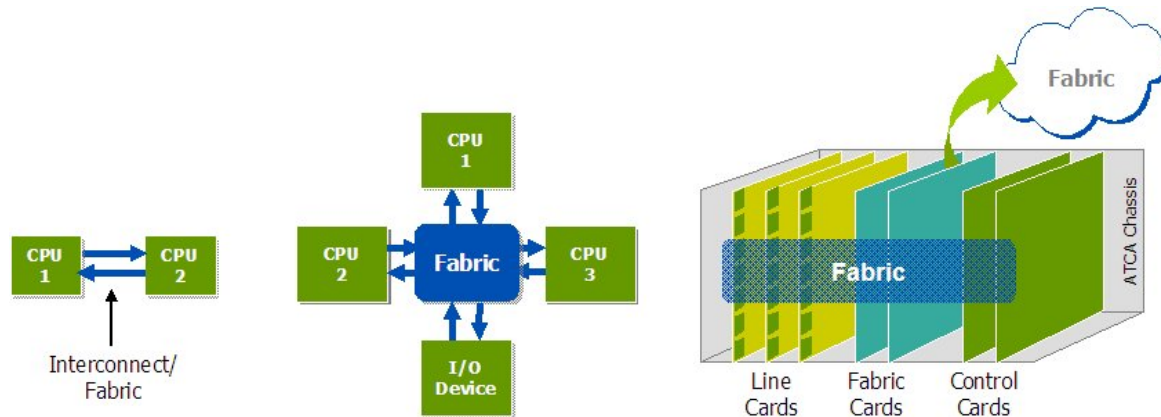 CPU
1
CPU
2
Interconnect/
Fabric
CPU
1
CPU
2
Fabric
CPU
3
I/O
Device
Fabric
ATCA Chassis
Fabric
Line
Cards
Fabric
Cards
Control
Cards